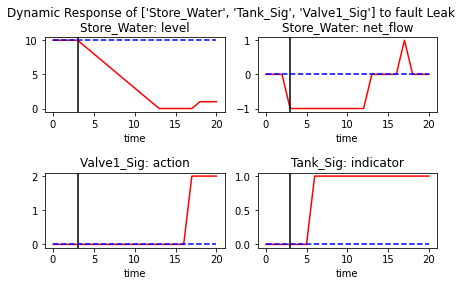 Dynamic Response of ['Store_Water', 'Tank_Sig', 'Valve1_Sig'] to fault Leak
Store_Water: level
10
5
0
0 5 10 15 20
time
Store_Water: net_flow
1
0
−1
0 5 10 15 20
time
Valve1_Sig: action
2
1
0
0 5 10 15 20
time
Tank_Sig: indicator
1.0
0.5
0.0
0 5 10 15 20
time